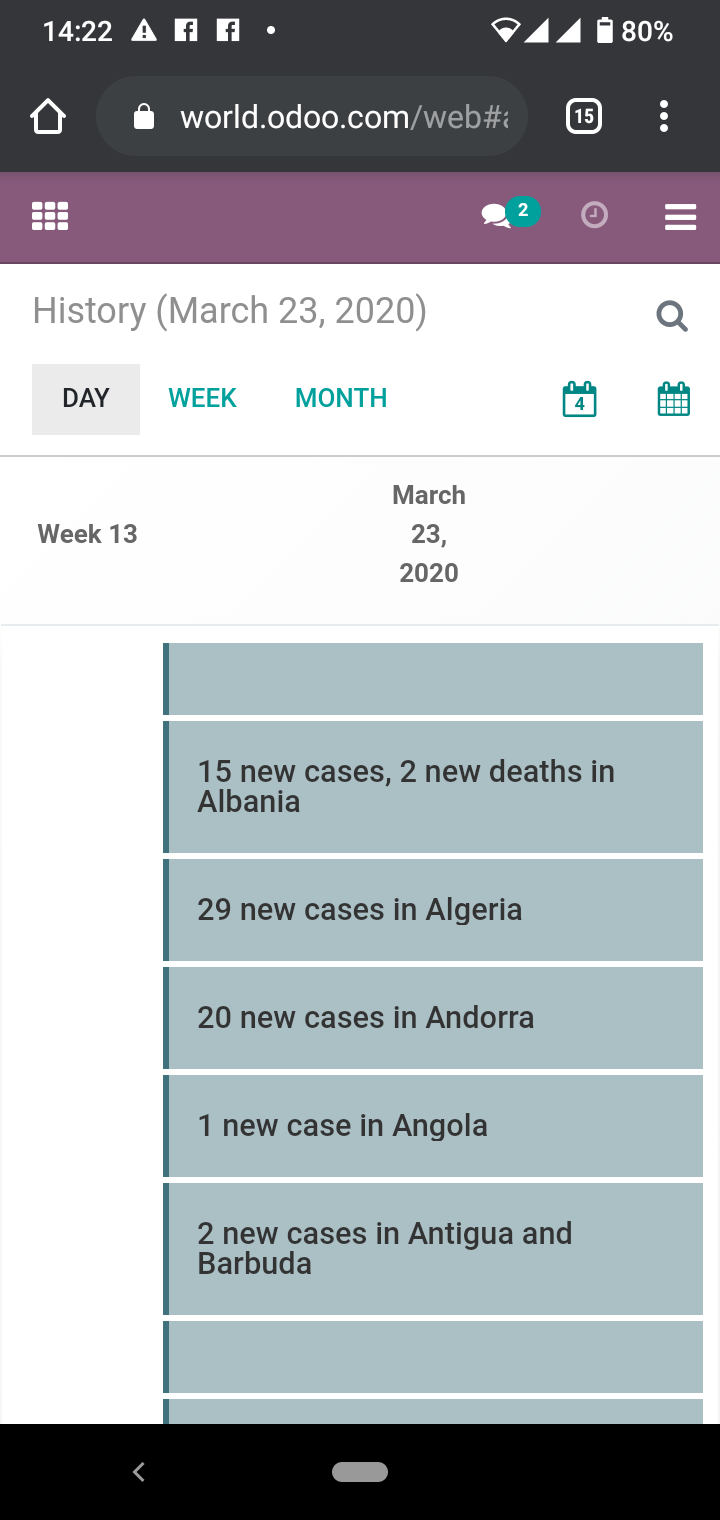 14:22
80%
world.odoo.com/web#
15
2
History (March 23, 2020)
DAY WEEK MONTH
4
Week 13
March
23,
2020
15 new cases, 2 new deaths in
Albania
29 new cases in Algeria
20 new cases in Andorra
1 new case in Angola
2 new cases in Antigua and
Barbuda